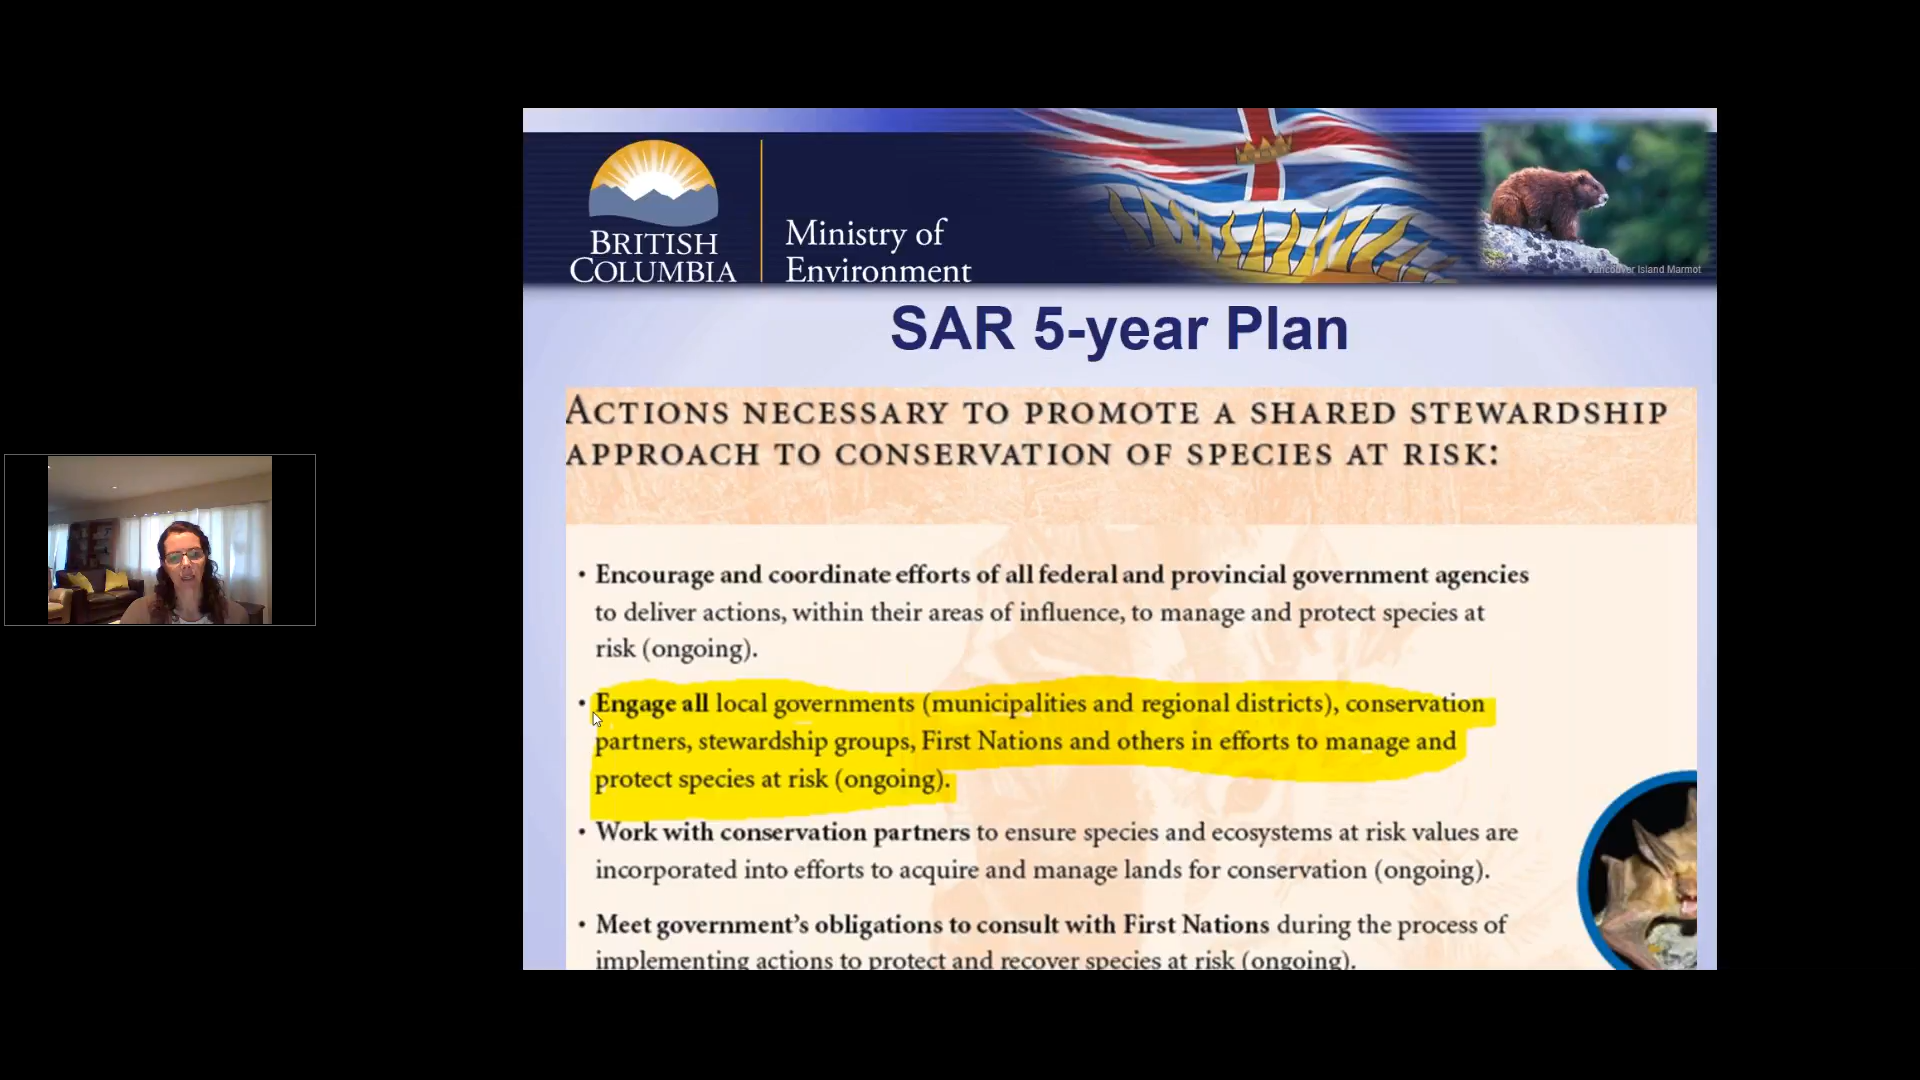 BRITISH
COLUMBIA
Ministry of
Environment
Vancouver Island Marmot
SAR 5-year Plan
ACTIONS NECESSARY TO PROMOTE A SHARED STEWARDSHIP
APPROACH TO CONSERVATION OF SPECIES AT RISK:
• Encourage and coordinate efforts of all federal and provincial government agencies
to deliver actions, within their areas of influence, to manage and protect species at
risk (ongoing).
• Engage all local governments (municipalities and regional districts), conservation
partners, stewardship groups, First Nations and others in efforts to manage and
protect species at risk (ongoing).
• Work with conservation partners to ensure species and ecosystems at risk values are
incorporated into efforts to acquire and manage lands for conservation (ongoing).
• Meet government's obligations to consult with First Nations during the process of
implementing actions to protect and recover species at risk (ongoing).